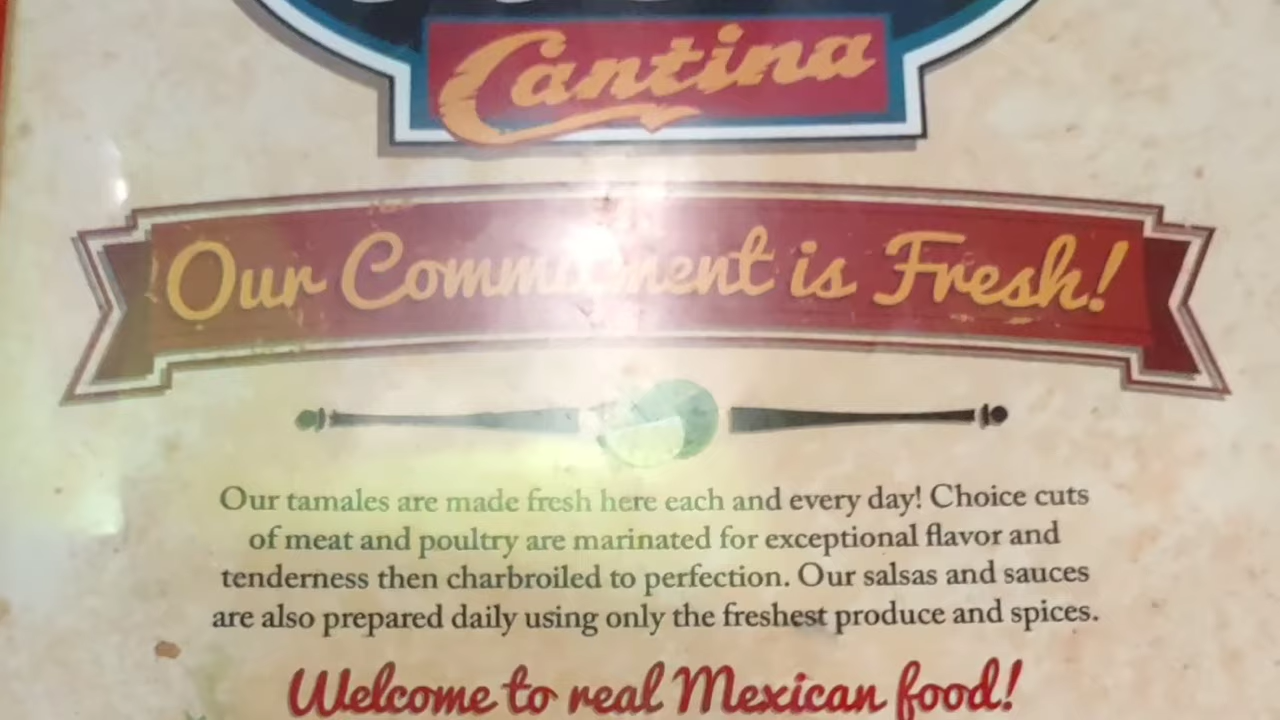 Cantina
Our Commitment is Fresh!
Our tamales are made fresh here each and every day! Choice cuts
of meat and poultry are marinated for exceptional flavor and
tenderness then charbroiled to perfection. Our salsas and sauces
are also prepared daily using only the freshest produce and spices.
Welcome to real Mexican food!